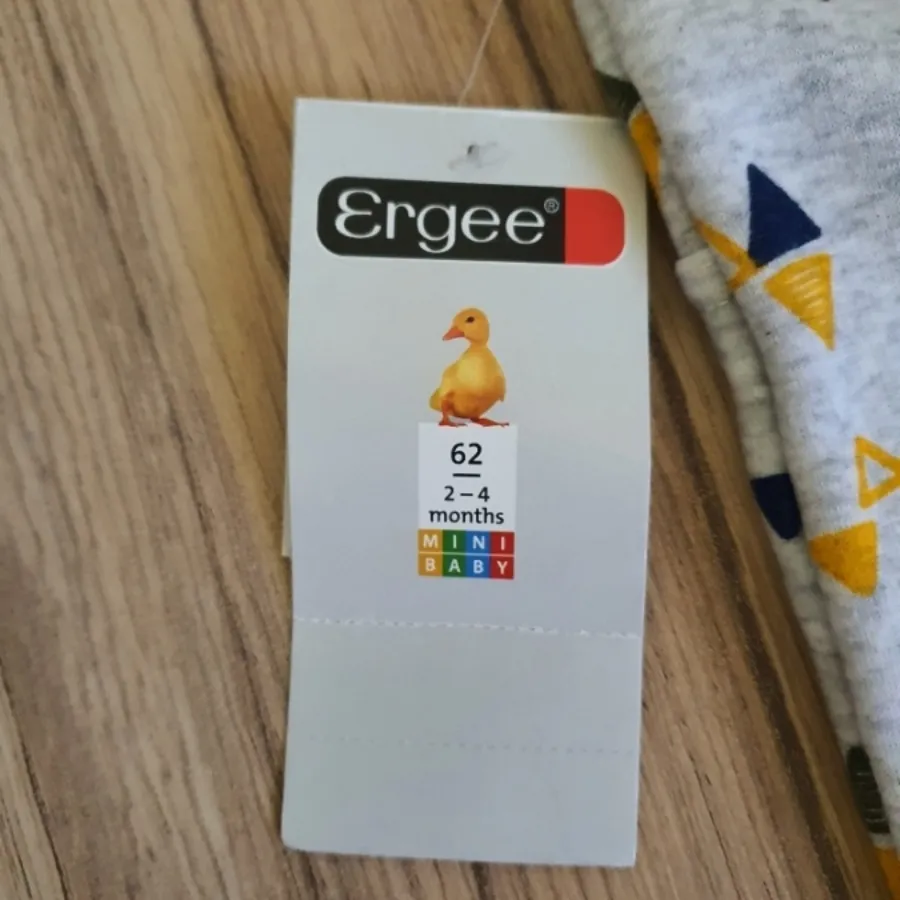 Ergee®
62
2 – 4
months
MINI
BABY